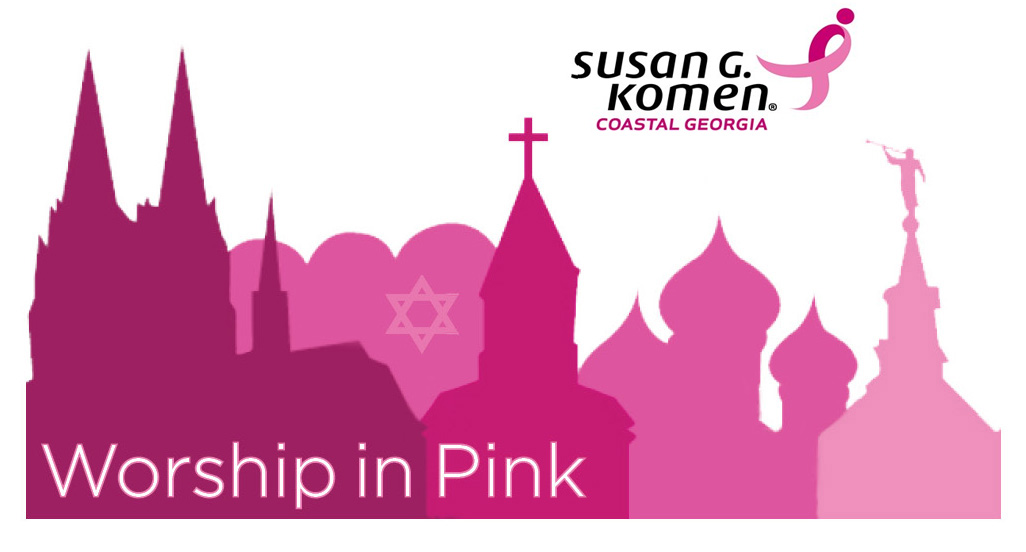 SUSAN G.
KOMEN®
COASTAL GEORGIA
Worship in Pink